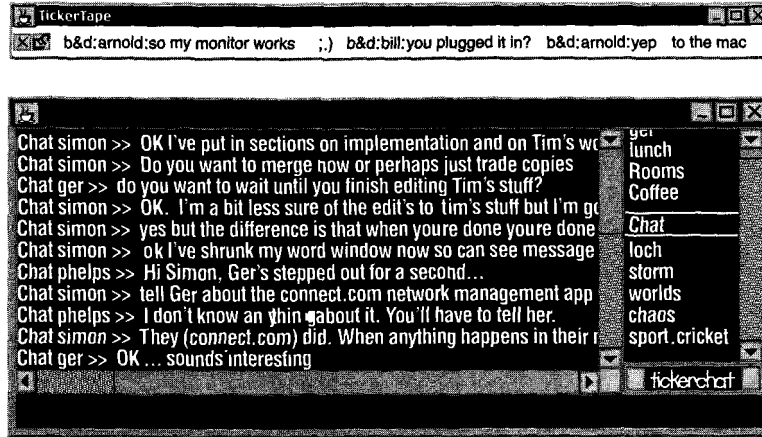 TickerTape
b&d:arnold:so my monitor works ;.) b&d:bill:you plugged it in? b&d:arnold:yep to the mac
Chat simon >> OK I've put in sections on implementation and on Tim's
Chat simon >> Do you want to merge now or perhaps just trade copies
Chat ger >> do you want to wait until you finish editing Tim's stuff?
Chat simon >> OK. I'm a bit less sure of the edit's to tim's stuff but I'm
Chat simon >> yes but the difference is that when youre done youre done
Chat simon >> ok I've shrunk my word window now so can see message
Chat phelps >> Hi Simon, Ger's stepped out for a second...
Chat simon >> tell Ger about the connect.com network management app
Chat phelps >> I don't know an ythin gabout it. You'll have to tell her.
Chat simon >> They (connect.com) did. When anything happens in their
Chat ger >> OK ... sounds interesting
ger
lunch
Rooms
Coffee
Chat
loch
storm
worlds
chaos
sport.cricket
tickerchat